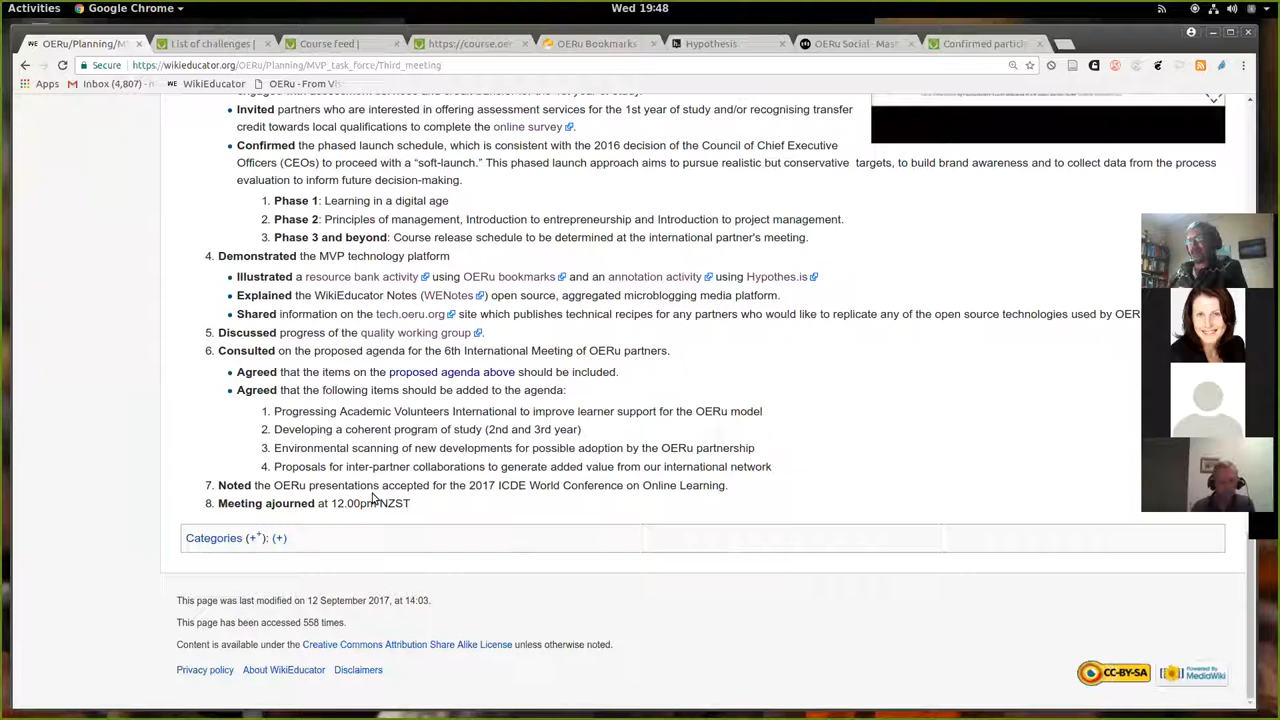 Activities
Google Chrome
Wed 19:48
OERu/Planning/M
List of challenges |
Course feed |
https://course.oe
OERu Bookmarks
Hypothesis
OERu Social - Mast
Confirmed partici
Secure
https://wikieducator.org/OERu/Planning/MVP_task_force/Third_meeting
Apps
Inbox (4,807) -
WikiEducator
OERu - From Vis
Invited partners who are interested in offering assessment services for the 1st year of study and/or recognising transfer
credit towards local qualifications to complete the online survey.
Confirmed the phased launch schedule, which is consistent with the 2016 decision of the Council of Chief Executive
Officers (CEOs) to proceed with a “soft-launch.” This phased launch approach aims to pursue realistic but conservative targets, to build brand awareness and to collect data from the process
evaluation to inform future decision-making.
1. Phase 1: Learning in a digital age
2. Phase 2: Principles of management, Introduction to entrepreneurship and Introduction to project management.
3. Phase 3 and beyond: Course release schedule to be determined at the international partner's meeting.
4. Demonstrated the MVP technology platform
Illustrated a resource bank activity using OERu bookmarks and an annotation activity using Hypothes.is
Explained the WikiEducator Notes (WENotes) open source, aggregated microblogging media platform.
Shared information on the tech.oeru.org site which publishes technical recipes for any partners who would like to replicate any of the open source technologies used by OER
5. Discussed progress of the quality working group.
6. Consulted on the proposed agenda for the 6th International Meeting of OERu partners.
Agreed that the items on the proposed agenda above should be included.
Agreed that the following items should be added to the agenda:
1. Progressing Academic Volunteers International to improve learner support for the OERu model
2. Developing a coherent program of study (2nd and 3rd year)
3. Environmental scanning of new developments for possible adoption by the OERu partnership
4. Proposals for inter-partner collaborations to generate added value from our international network
7. Noted the OERu presentations accepted for the 2017 ICDE World Conference on Online Learning.
8. Meeting ajourned at 12.00pm NZST
Categories (+⁺): (+)
This page was last modified on 12 September 2017, at 14:03.
This page has been accessed 558 times.
Content is available under the Creative Commons Attribution Share Alike License unless otherwise noted.
Privacy policy
About WikiEducator
Disclaimers
CC-BY-SA
Powered By
MediaWiki